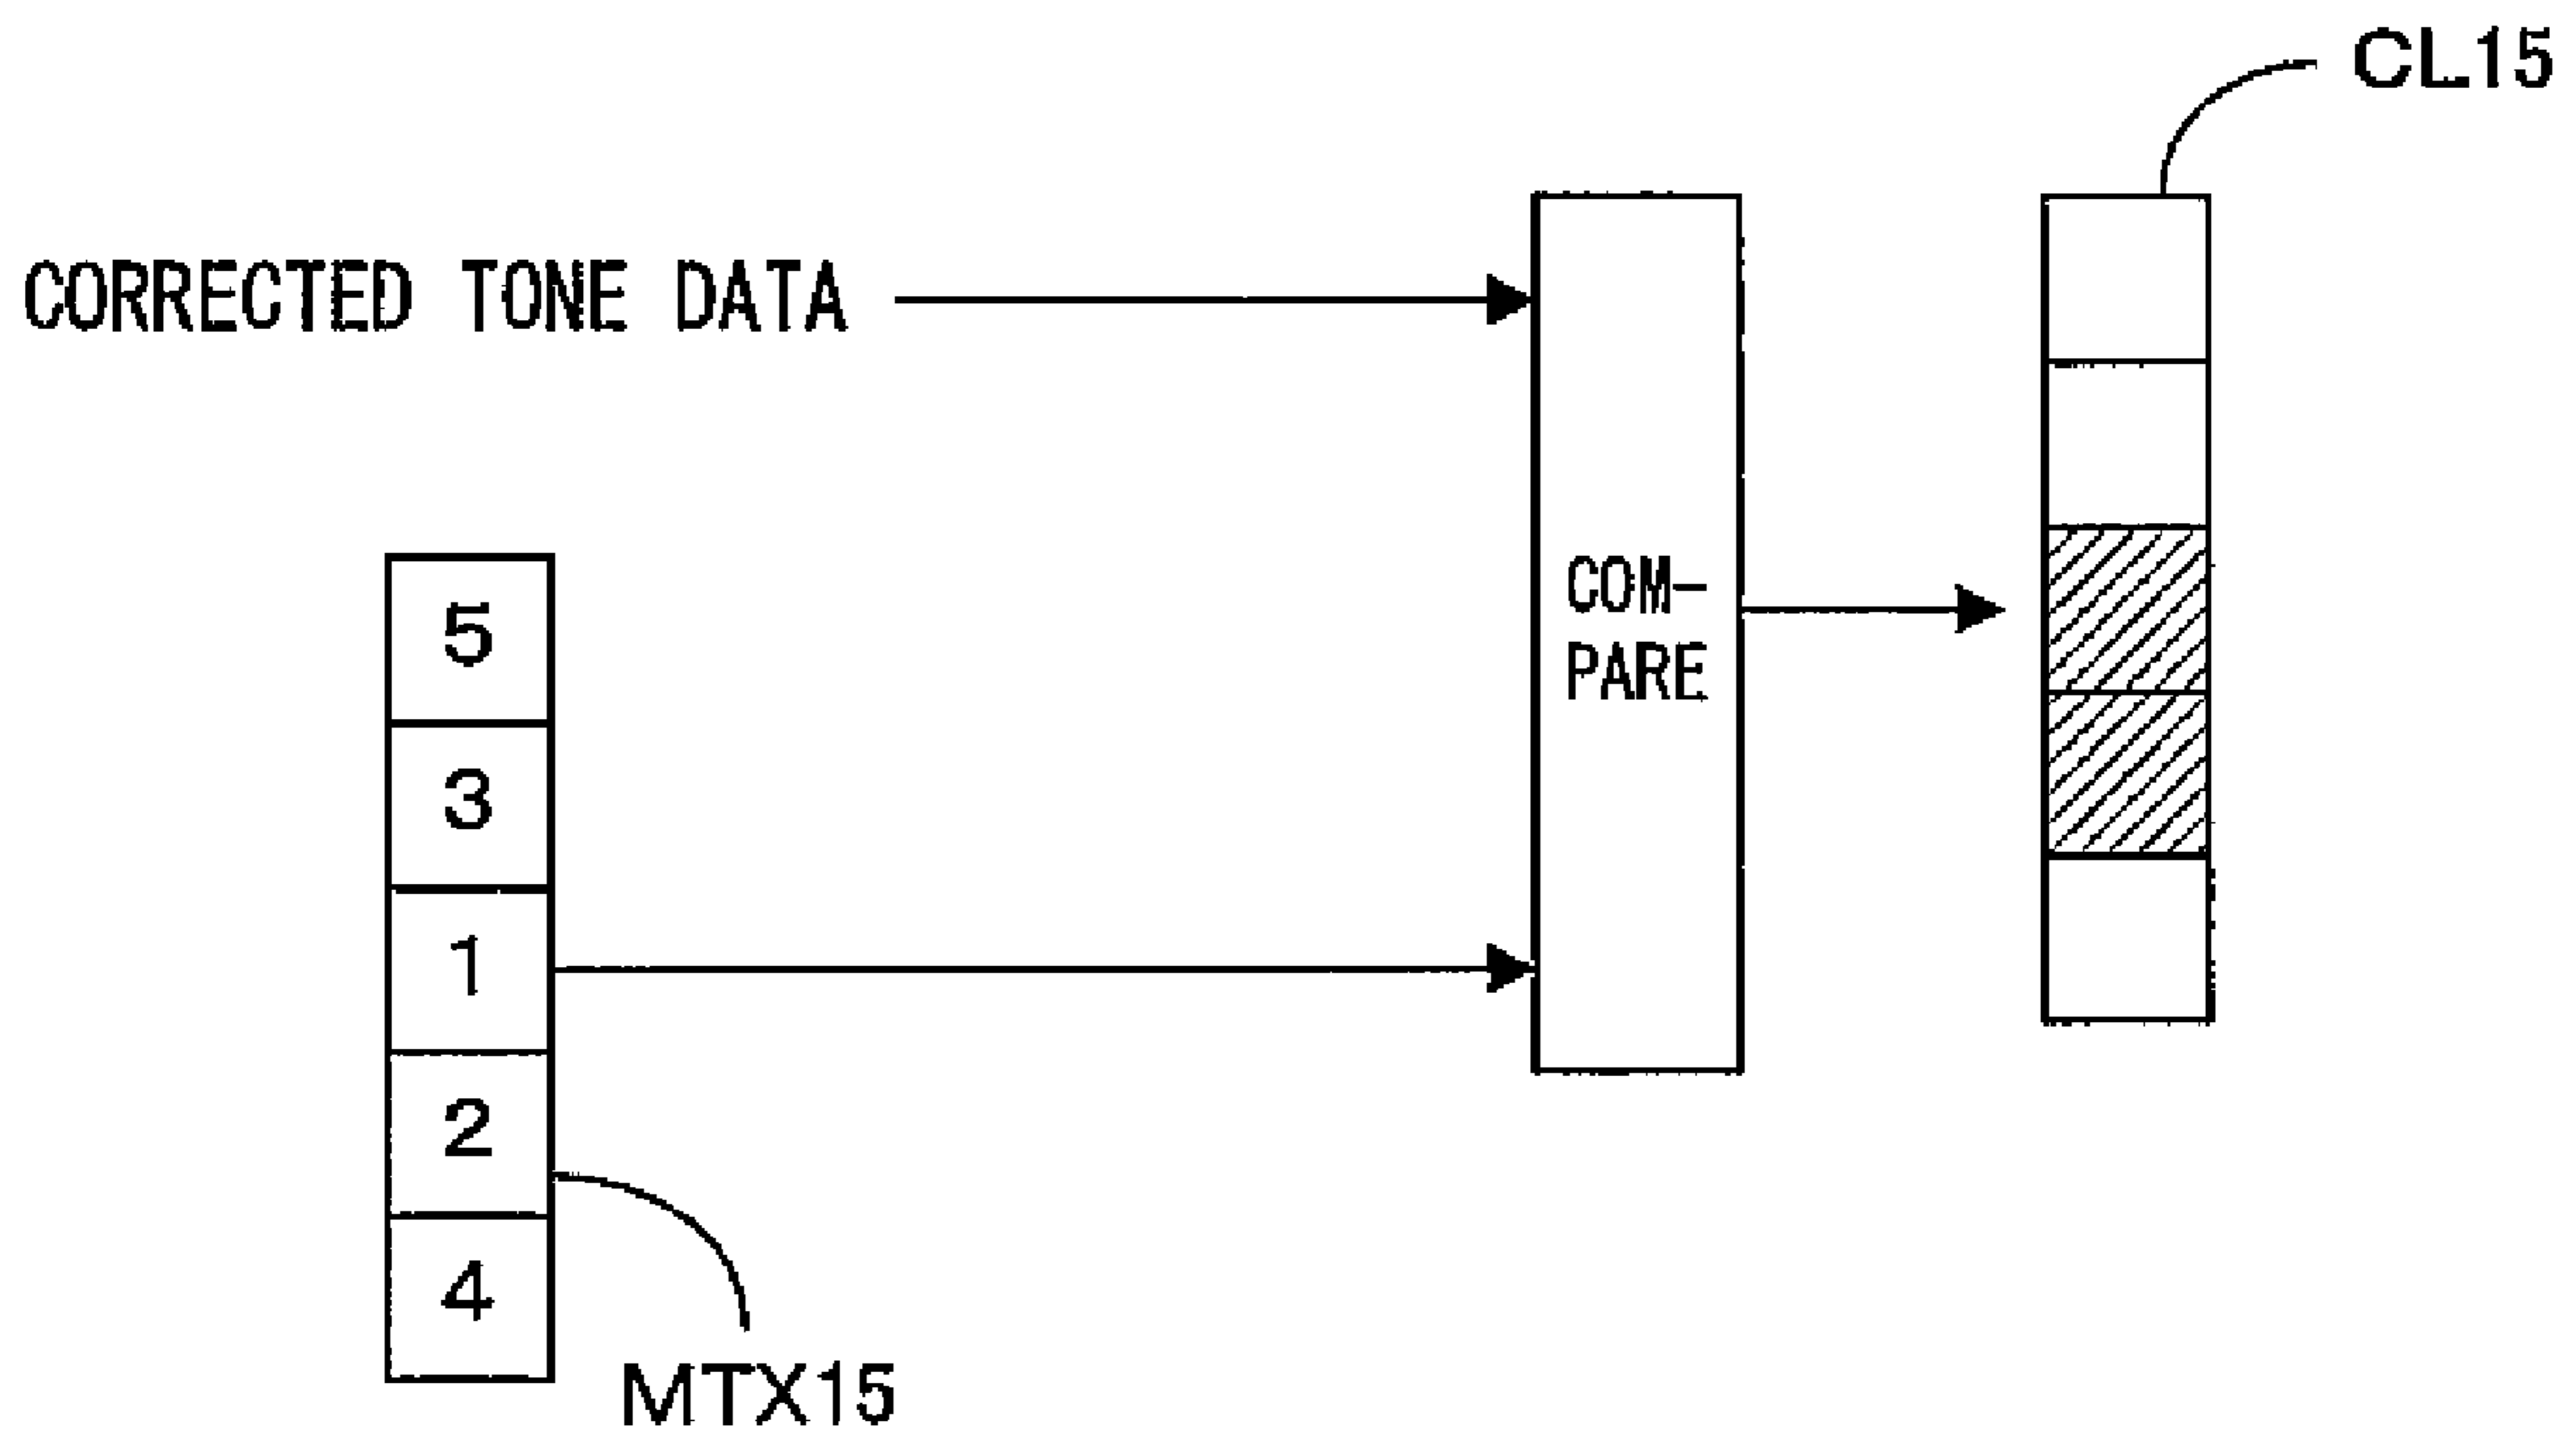 CL15
CORRECTED TONE DATA
COM-
PARE
5
3
1
2
4
MTX15